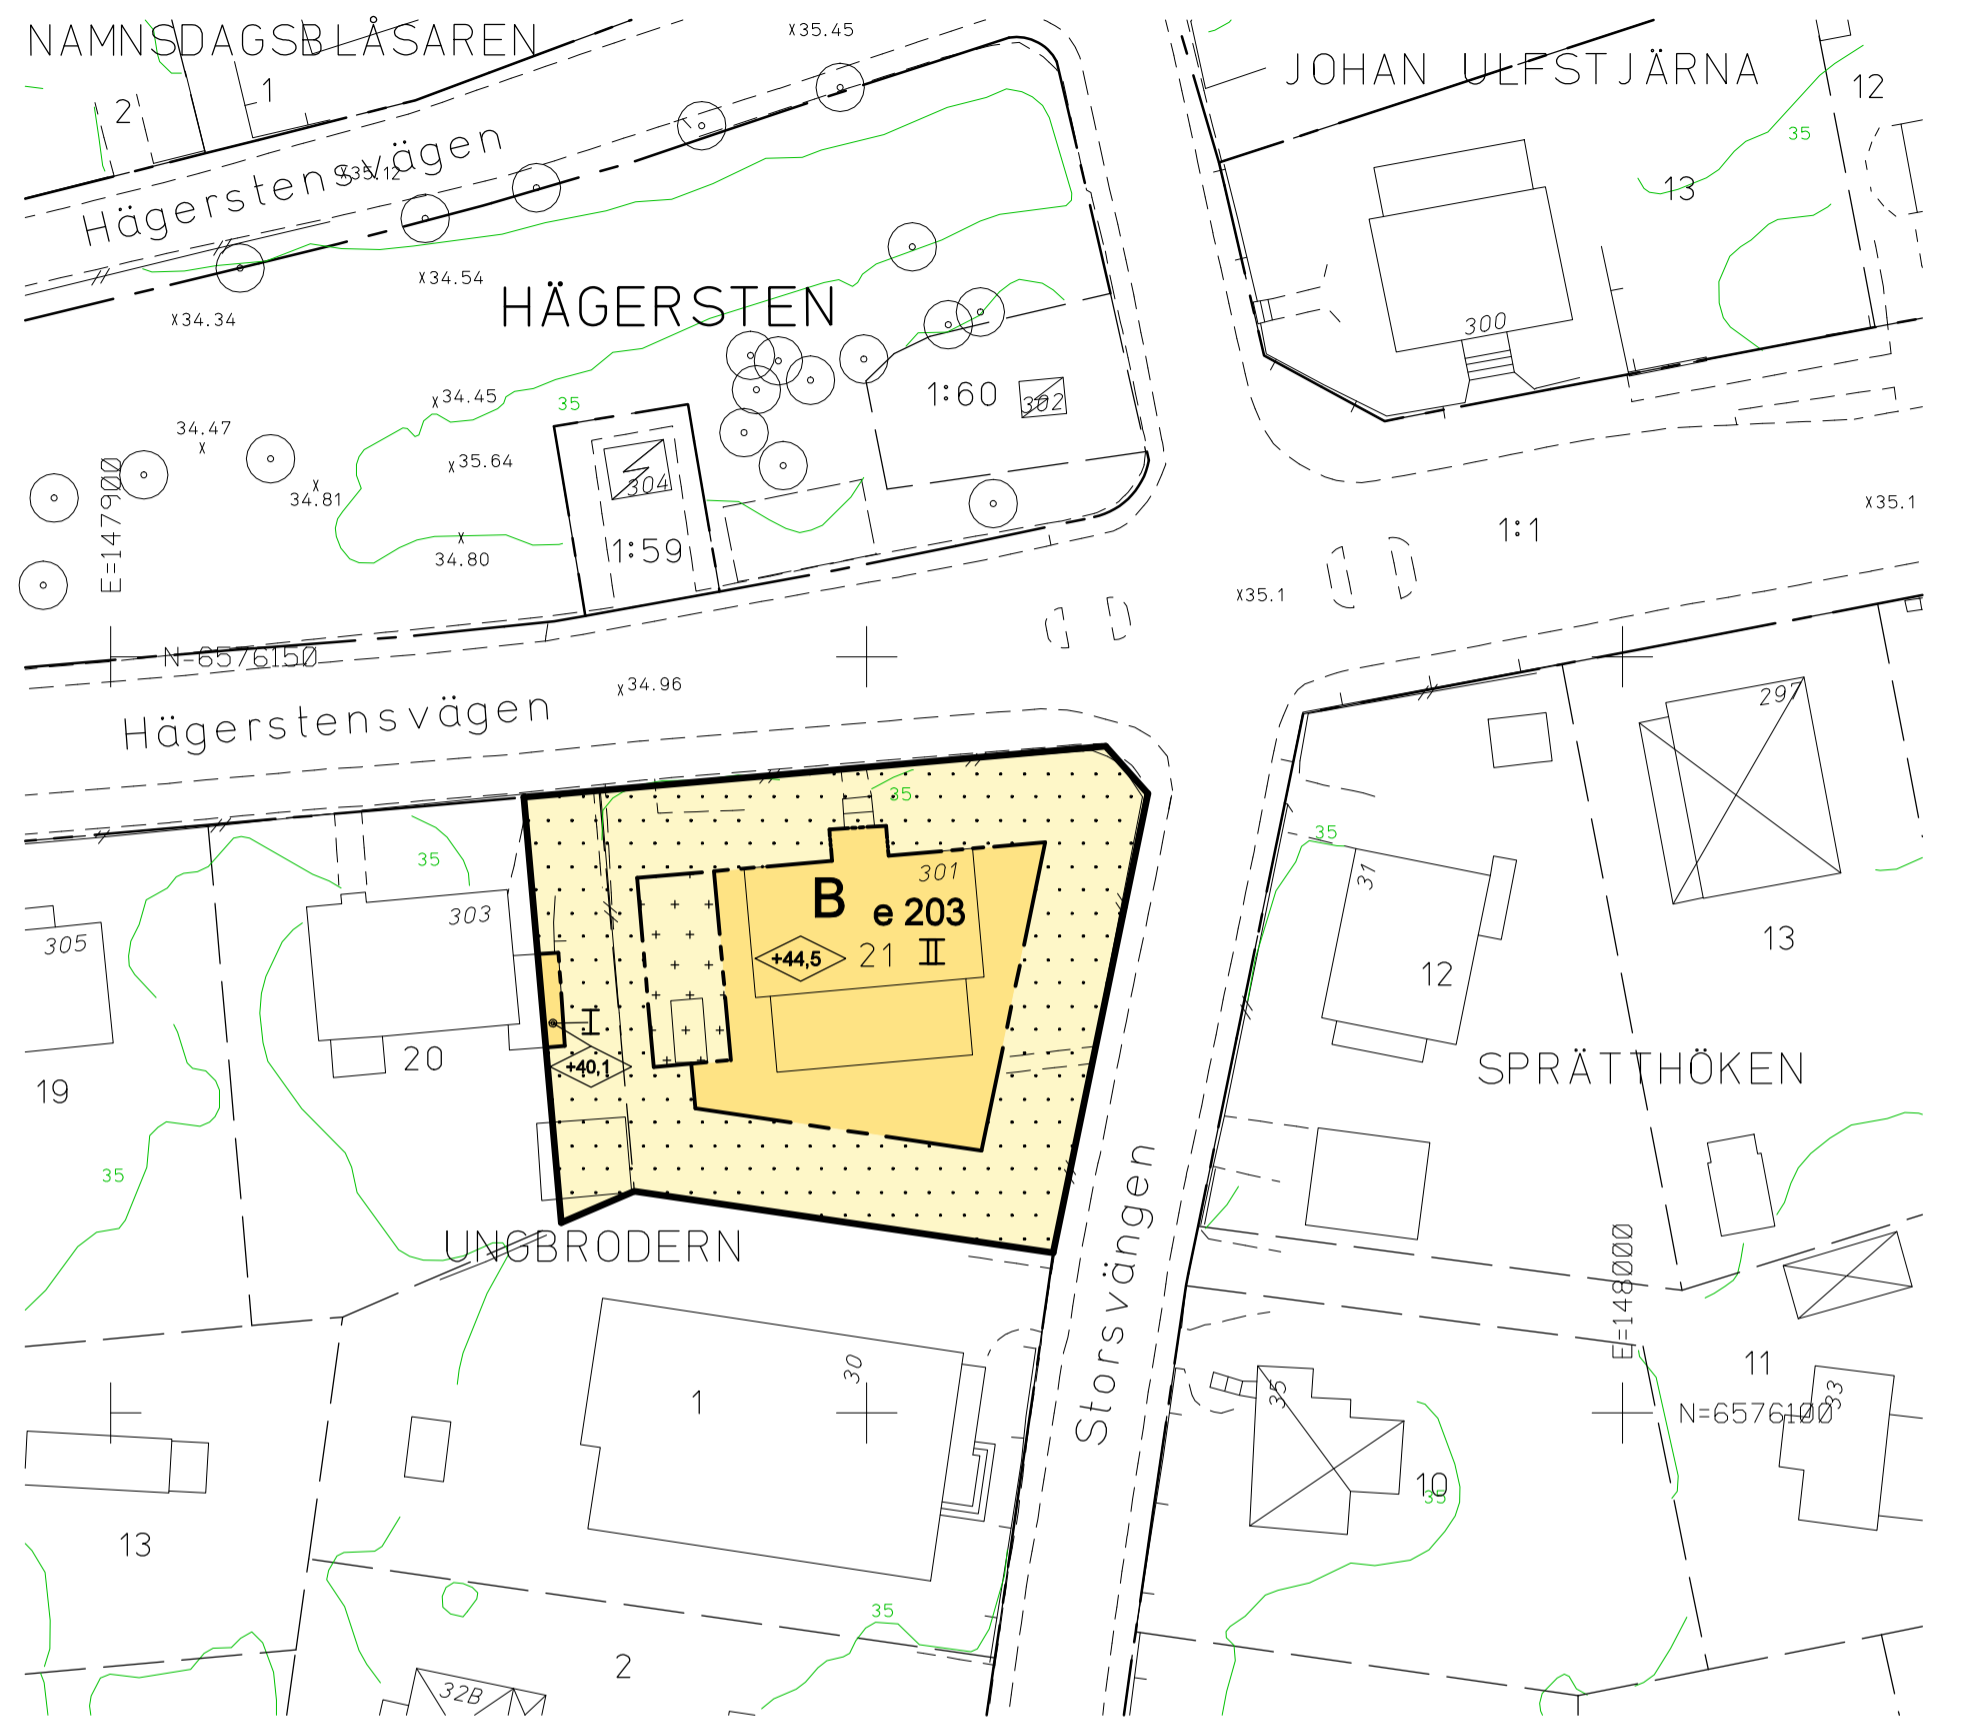 NAMNSDAGSBLÅSAREN
x35.45
JOHAN ULFSTJÄRNA
12
1
2
35
Hägerstensvägen
x35.12
13
x34.54
HÄGERSTEN
x34.34
300
x34.45
35
1:60
302
34.47
x
x35.64
304
x
34.81
E=147900
x35.1
1:1
x
34.80
1:59
x35.1
N=6576150
x34.96
297
Hägerstensvägen
35
35
35
31
301
B
e 203
303
305
13
+44,5
21
II
12
I
20
+40,1
SPRÄTTHÖKEN
19
35
UNGBRODERN
Storsvängen
E=148000
11
30
1
35
33
N=6576100
10
35
13
35
2
32B